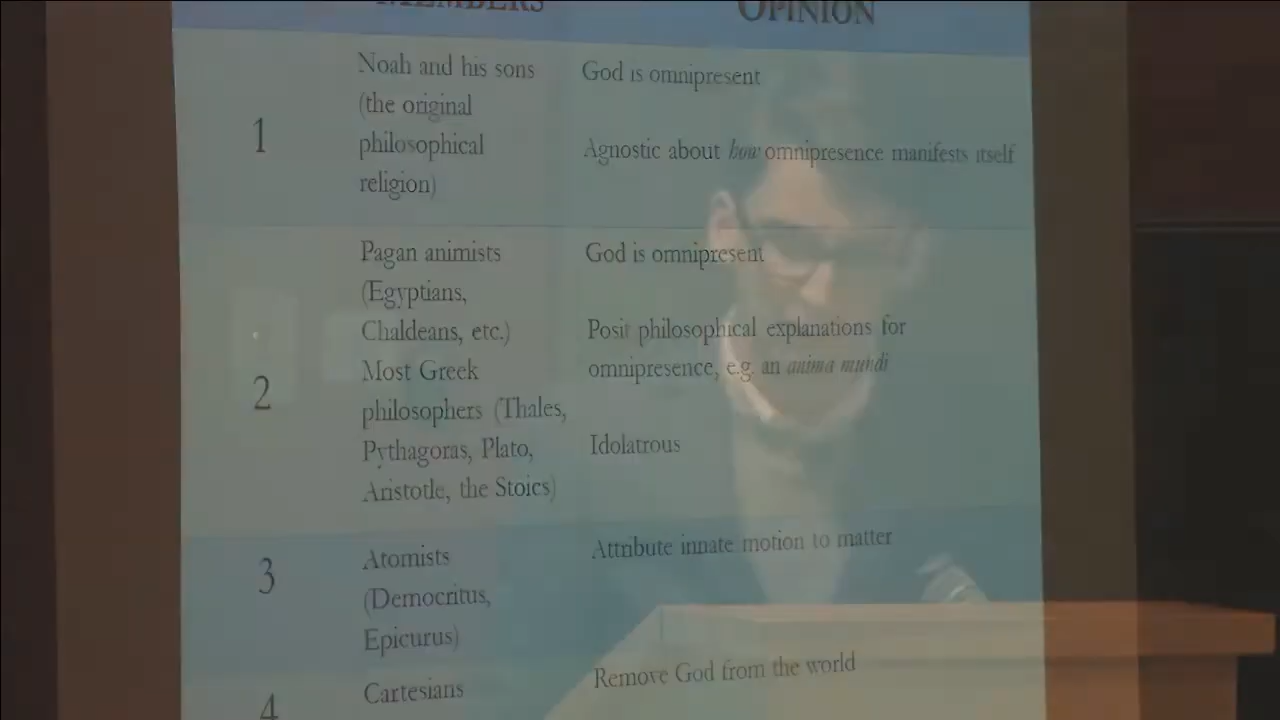 MEMBERS
OPINION
1
Noah and his sons
(the original
philosophical
religion)
God is omnipresent
Agnostic about how omnipresence manifests itself
2
Pagan animists
(Egyptians,
Chaldeans, etc.)
Most Greek
philosophers (Thales,
Pythagoras, Plato,
Aristotle, the Stoics)
God is omnipresent
Posit philosophical explanations for
omnipresence, e.g. an anima mundi
Idolatrous
3
Atomists
(Democritus,
Epicurus)
Attribute innate motion to matter
4
Cartesians
Remove God from the world